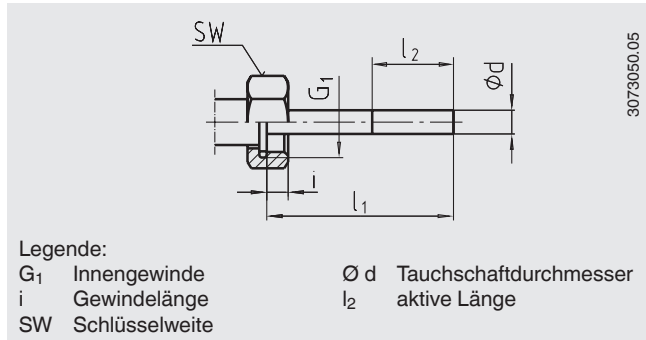 SW
l₂
G₁
Ød
3073050.05
i
l₁
Legende:
G₁ Innengewinde
i Gewindelänge
SW Schlüsselweite
Ø d Tauchschaftdurchmesser
l₂ aktive Länge